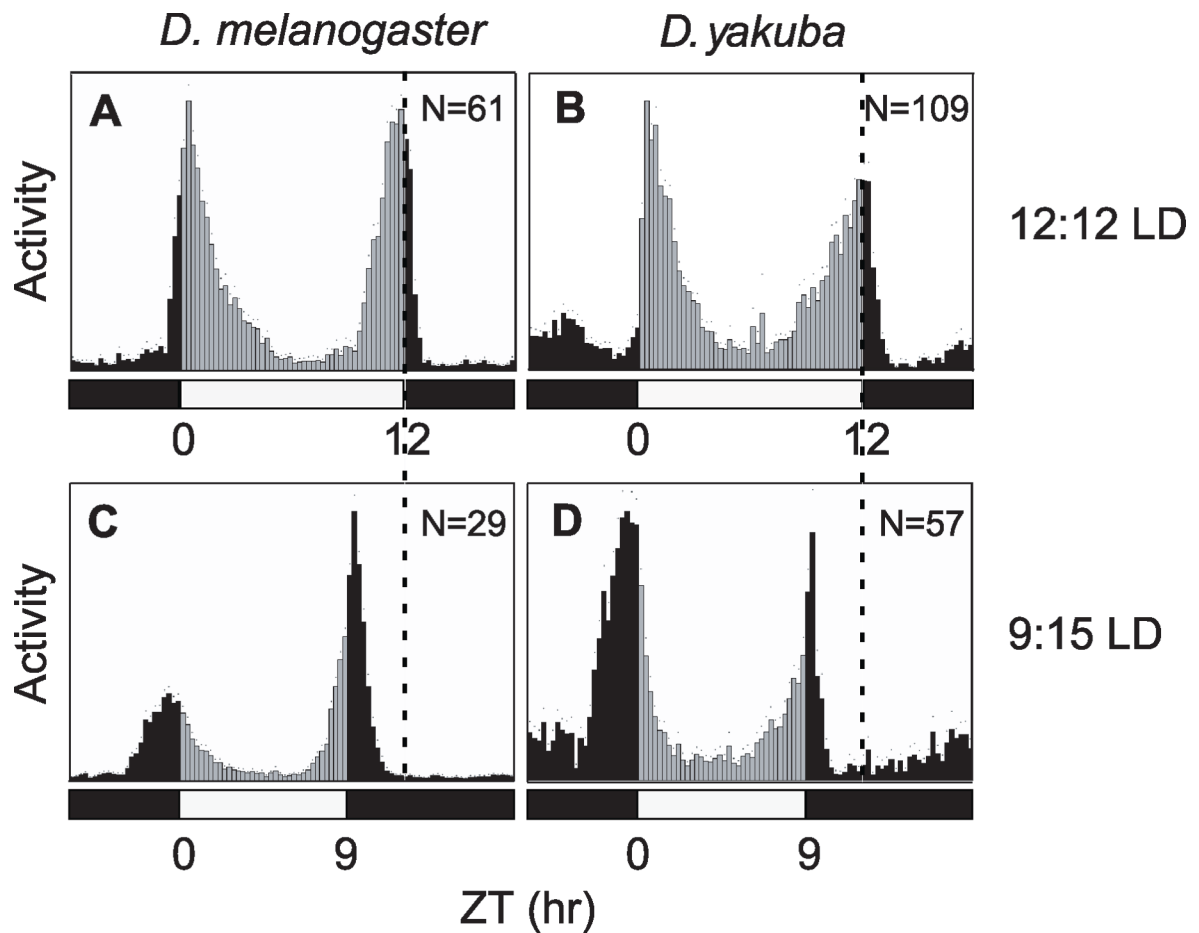 D. melanogaster
D. yakuba
A
N=61
B
N=109
Activity
12:12 LD
0
12
0
12
C
N=29
D
N=57
Activity
9:15 LD
0
9
0
9
ZT (hr)